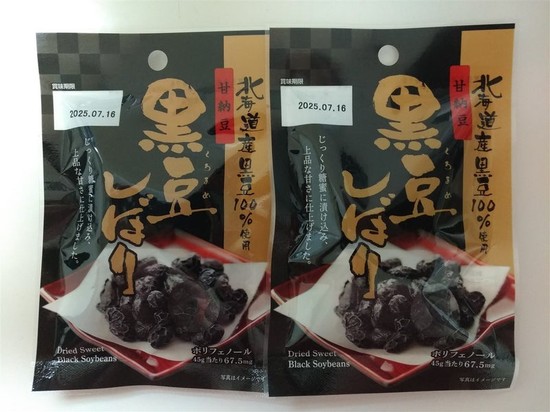 賞味期限
2025.07.16
北海道産黒豆100%使用
甘納豆
黒豆
くろまめ
しぼり
じっくり糖蜜に漬け込み、
上品な甘さに仕上げました。
Dried Sweet
Black Soybeans
ポリフェノール
45g当たり67.5mg
写真はイメージです
賞味期限
2025.07.16
北海道産黒豆100%使用
甘納豆
黒豆
くろまめ
しぼり
じっくり糖蜜に漬け込み、
上品な甘さに仕上げました。
Dried Sweet
Black Soybeans
ポリフェノール
45g当たり67.5mg
写真はイメージです